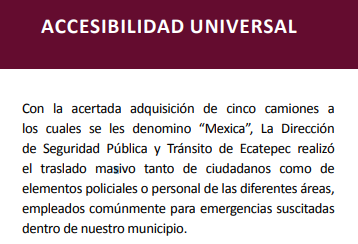 ACCESIBILIDAD UNIVERSAL
Con la acertada adquisición de cinco camiones a
los cuales se les denomino “Mexica”, La Dirección
de Seguridad Pública y Tránsito de Ecatepec realizó
el traslado masivo tanto de ciudadanos como de
elementos policiales o personal de las diferentes áreas,
empleados comúnmente para emergencias suscitadas
dentro de nuestro municipio.